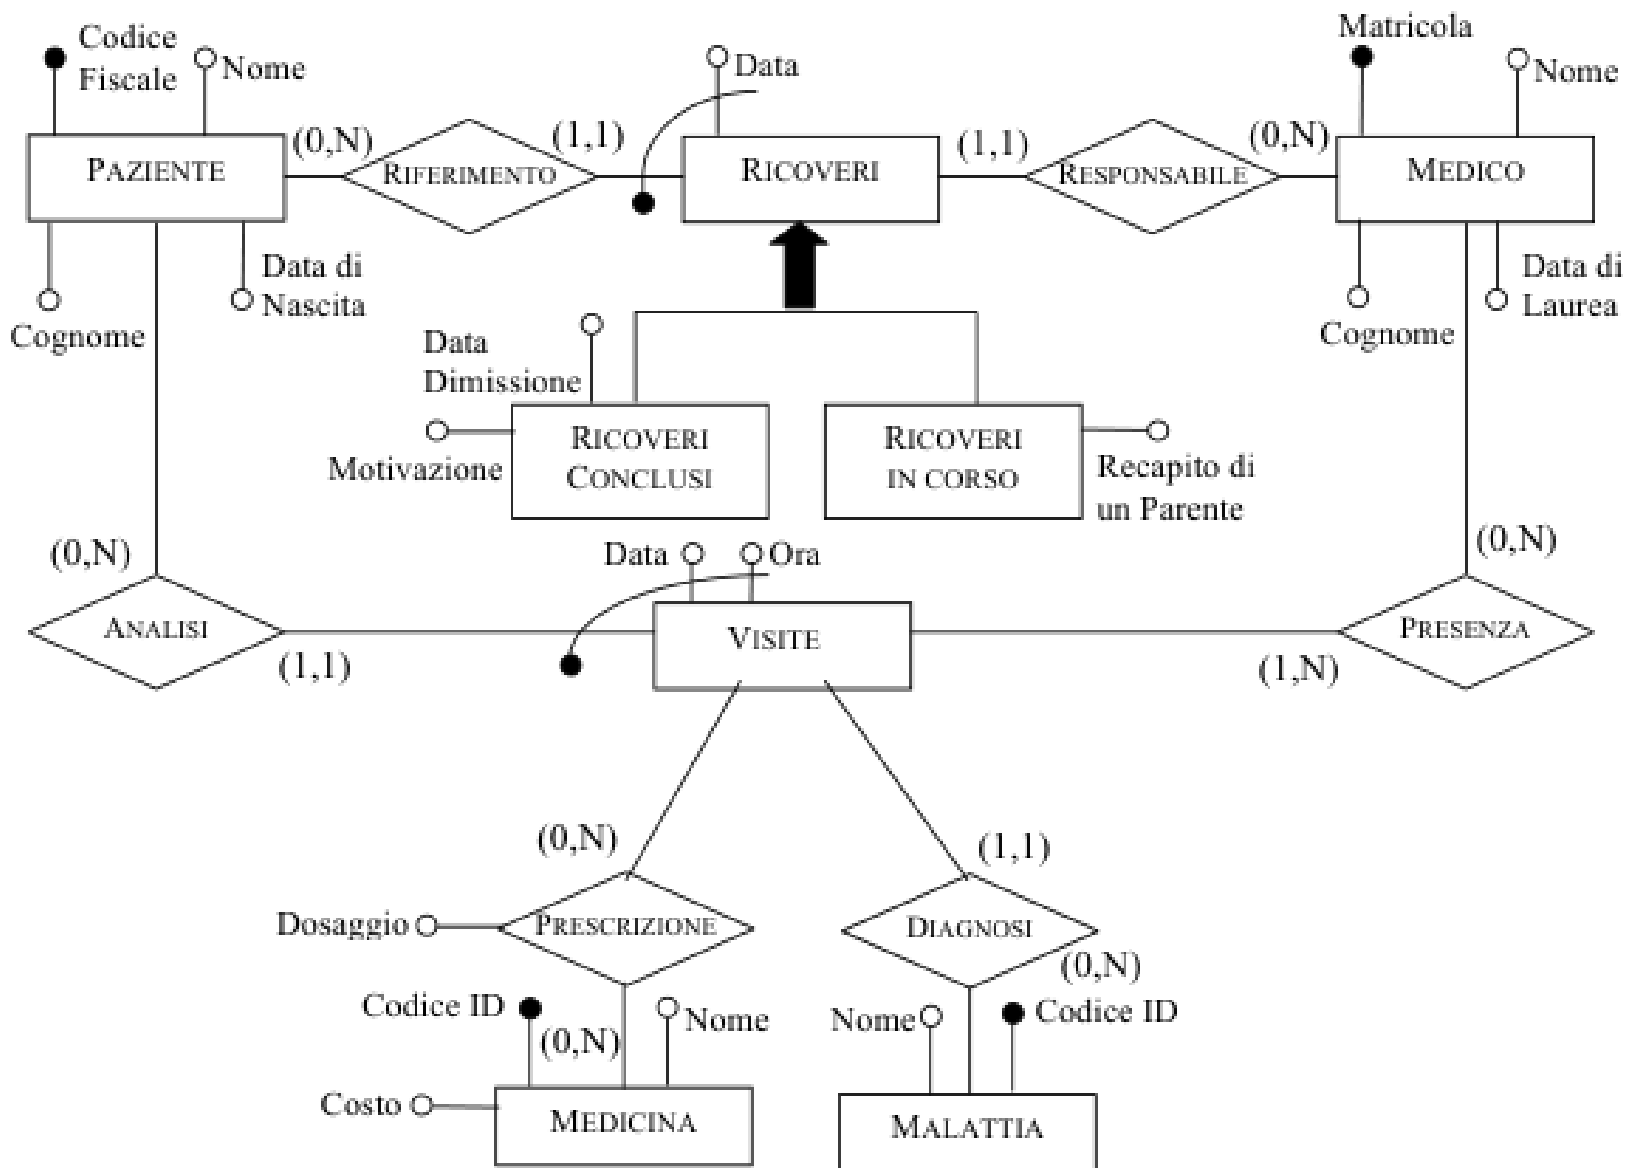 Matricola
Codice
Fiscale
Nome
Data
Nome
(0,N)
(1,1)
(1,1)
(0,N)
PAZIENTE
RIFERIMENTO
RICOVERI
RESPONSABILE
MEDICO
Data di
Nascita
Cognome
Data di
Laurea
Cognome
Data
Dimissione
Motivazione
RICOVERI
CONCLUSI
RICOVERI
IN CORSO
Recapito di
un Parente
(0,N)
Data
Ora
(0,N)
ANALISI
(1,1)
VISITE
(1,N)
PRESENZA
(0,N)
(1,1)
Dosaggio
PRESCRIZIONE
DIAGNOSI
(0,N)
Codice ID
(0,N)
Nome
Nome
Codice ID
Costo
MEDICINA
MALATTIA